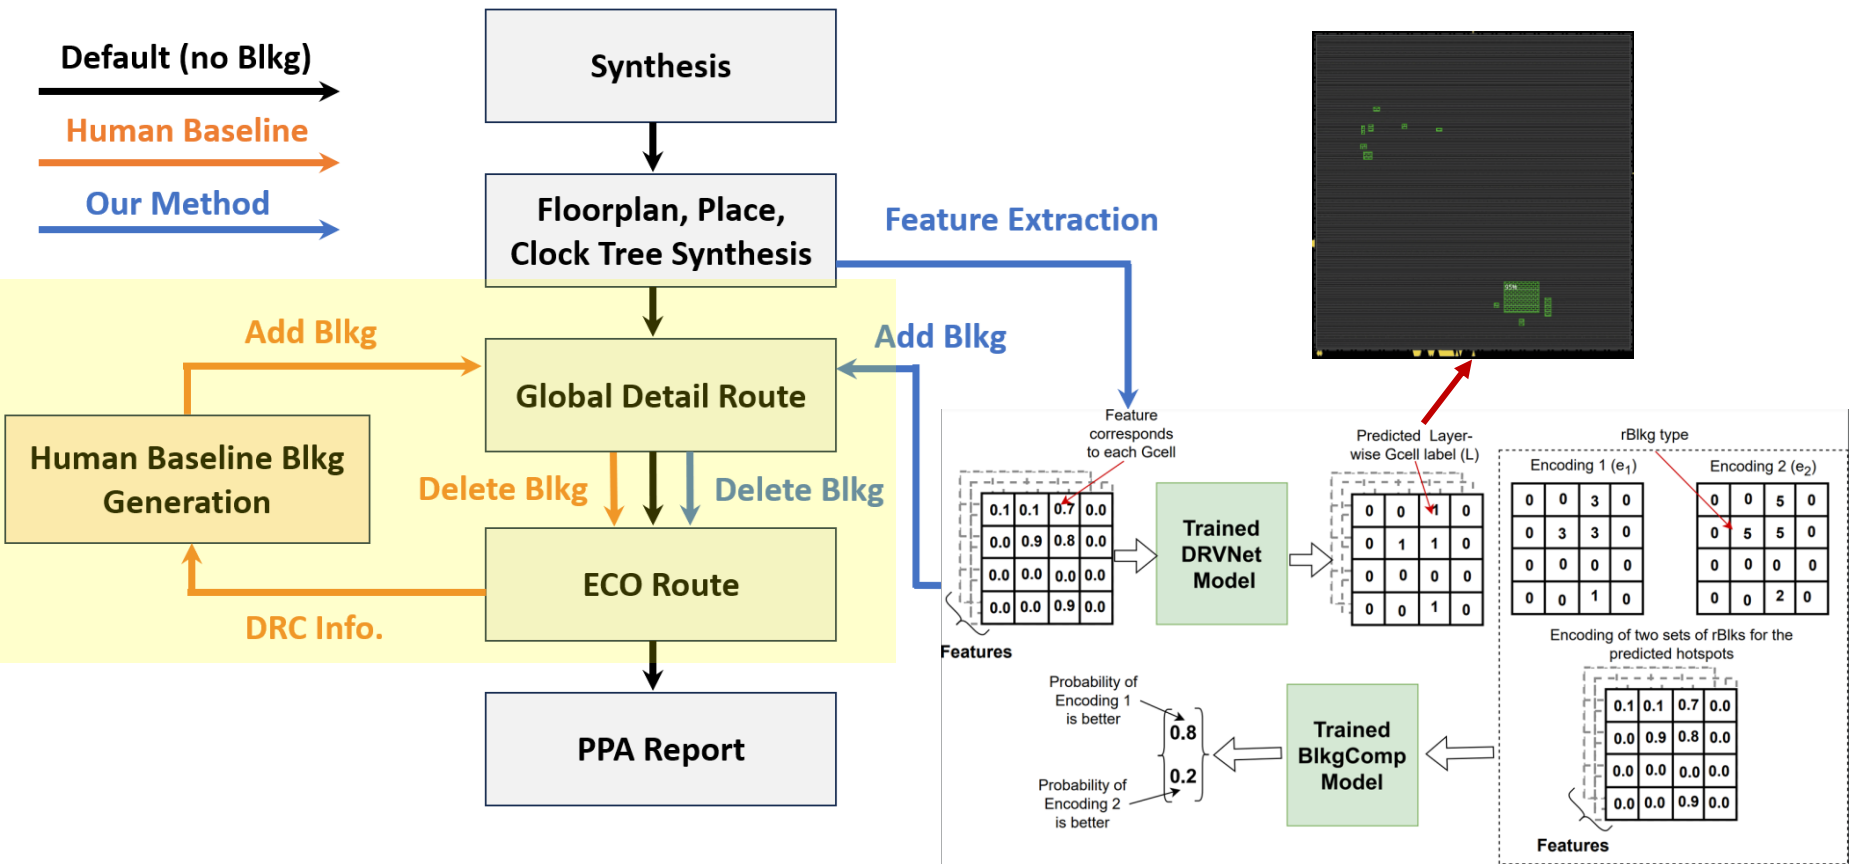 Default (no Blkg)
Human Baseline
Our Method
Synthesis
Floorplan, Place,
Clock Tree Synthesis
Feature Extraction
Add Blkg
Add Blkg
Global Detail Route
Human Baseline Blkg
Generation
Delete Blkg
Delete Blkg
ECO Route
DRC Info.
PPA Report
95%
Feature
corresponds
to each Gcell
0.1 0.1 0.7 0.0
0.0 0.9 0.8 0.0
0.0 0.0 0.0 0.0
0.0 0.0 0.9 0.0
Features
Trained
DRVNet
Model
Predicted Layer-
wise Gcell label (L)
0 0 1 0
0 1 1 0
0 0 0 0
0 0 1 0
rBlkg type
Encoding 1 (e1)
0 0 3 0
0 3 3 0
0 0 0 0
0 0 1 0
Encoding 2 (e2)
0 0 5 0
0 5 5 0
0 0 0 0
0 0 2 0
Encoding of two sets of rBlks for the
predicted hotspots
0.1 0.1 0.7 0.0
0.0 0.9 0.8 0.0
0.0 0.0 0.0 0.0
0.0 0.0 0.9 0.0
Features
Trained
BlkgComp
Model
Probability of
Encoding 1
is better
0.8
0.2
Probability of
Encoding 2
is better